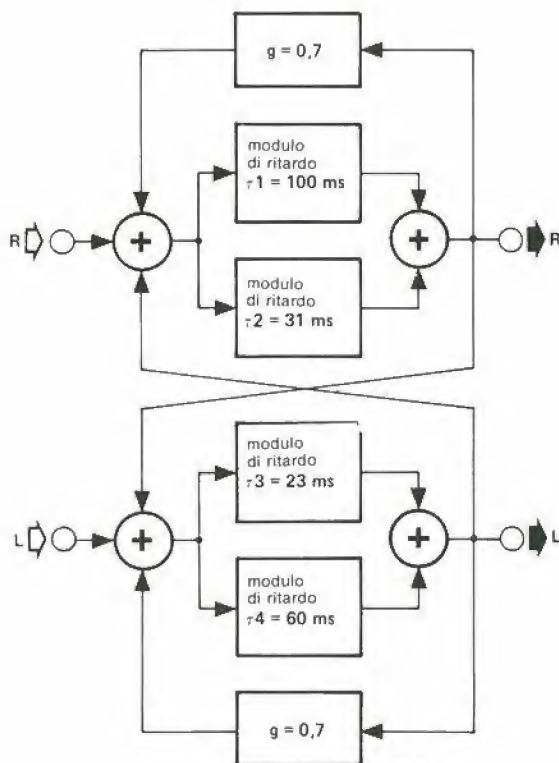 g = 0,7
modulo
di ritardo
τ1 = 100 ms
R + + R
modulo
di ritardo
τ2 = 31 ms
modulo
di ritardo
τ3 = 23 ms
L + + L
modulo
di ritardo
τ4 = 60 ms
g = 0,7